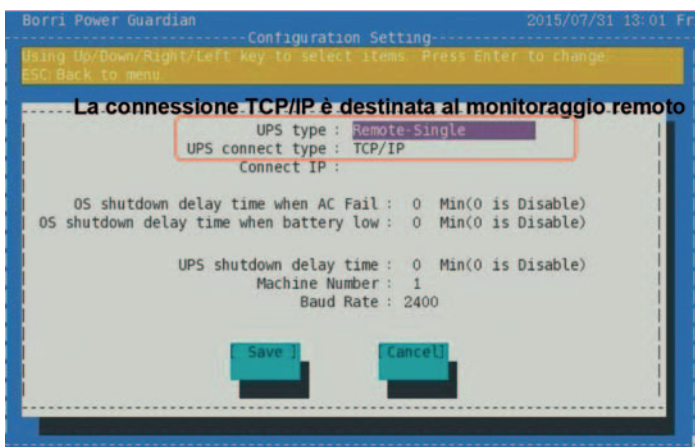 Borri Power Guardian 2015/07/31 13:01 Fr
Configuration Setting
Using Up/Down/Right/Left key to select items. Press Enter to change.
ESC:Back to menu.
La connessione TCP/IP è destinata al monitoraggio remoto
UPS type : Remote-Single
UPS connect type : TCP/IP
Connect IP :
OS shutdown delay time when AC Fail : 0 Min(0 is Disable)
OS shutdown delay time when battery low : 0 Min(0 is Disable)
UPS shutdown delay time : 0 Min(0 is Disable)
Machine Number : 1
Baud Rate : 2400
[ Save ] [Cancel]